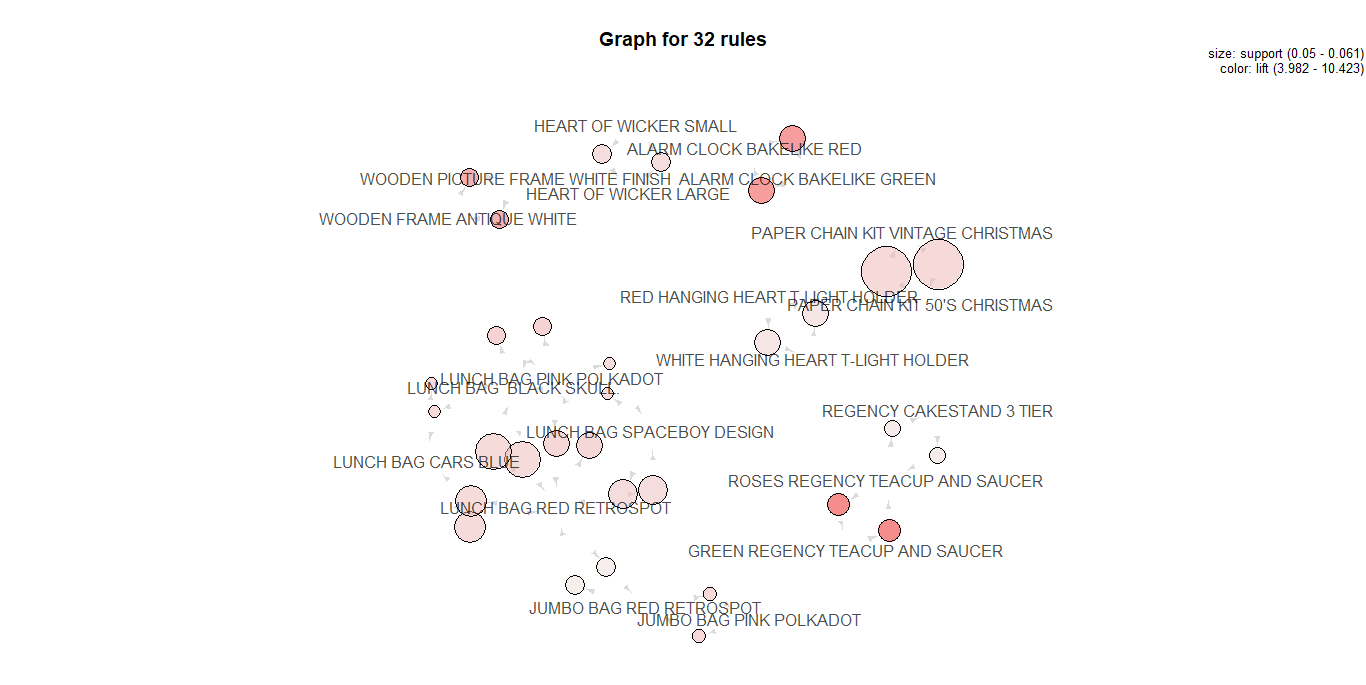 Graph for 32 rules
size: support (0.05 - 0.061)
color: lift (3.982 - 10.423)
HEART OF WICKER SMALL
ALARM CLOCK BAKELIKE RED
WOODEN PICTURE FRAME WHITE FINISH
ALARM CLOCK BAKELIKE GREEN
HEART OF WICKER LARGE
WOODEN FRAME ANTIQUE WHITE
PAPER CHAIN KIT VINTAGE CHRISTMAS
RED HANGING HEART T-LIGHT HOLDER
PAPER CHAIN KIT 50'S CHRISTMAS
WHITE HANGING HEART T-LIGHT HOLDER
LUNCH BAG PINK POLKADOT
LUNCH BAG  BLACK SKULL.
REGENCY CAKESTAND 3 TIER
LUNCH BAG SPACEBOY DESIGN
LUNCH BAG CARS BLUE
ROSES REGENCY TEACUP AND SAUCER
LUNCH BAG RED RETROSPOT
GREEN REGENCY TEACUP AND SAUCER
JUMBO BAG RED RETROSPOT
JUMBO BAG PINK POLKADOT